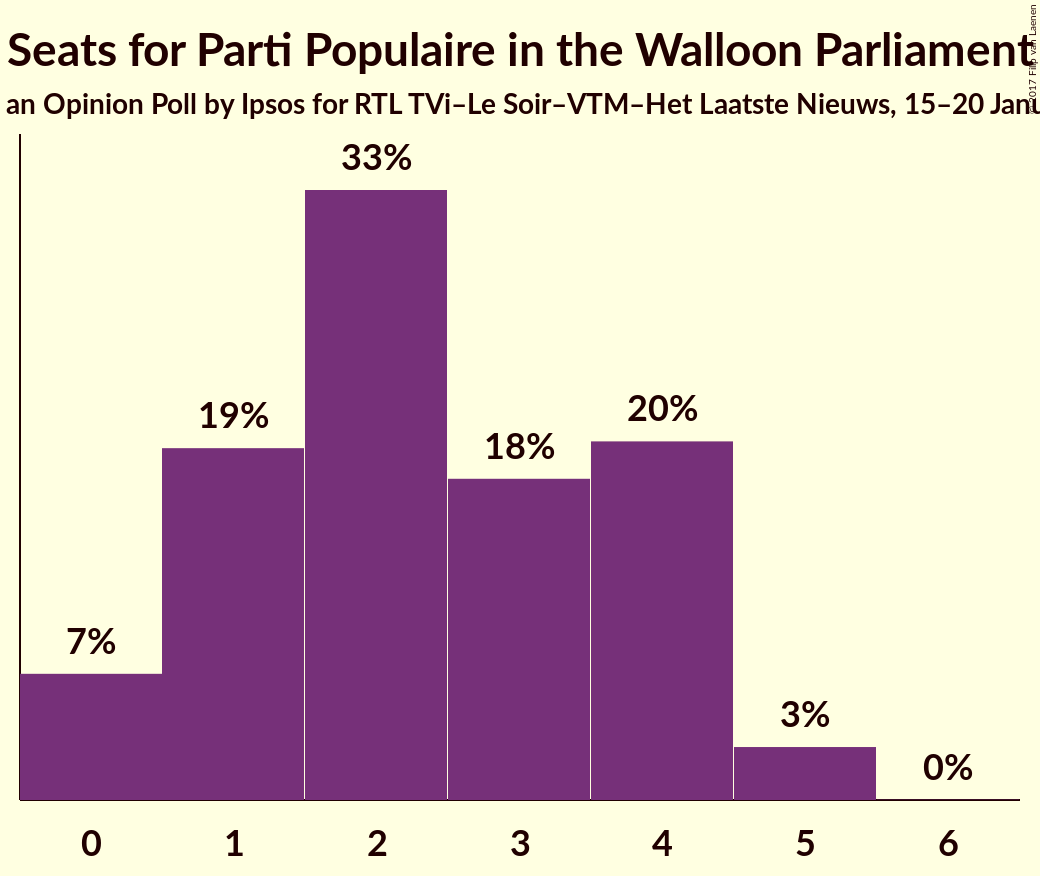 Seats for Parti Populaire in the Walloon Parliament
an Opinion Poll by Ipsos for RTL TVi–Le Soir–VTM–Het Laatste Nieuws, 15–20 Janu
© 2017 Filip van Laenen
33%
20%
19%
18%
7%
3%
0%
0 1 2 3 4 5 6